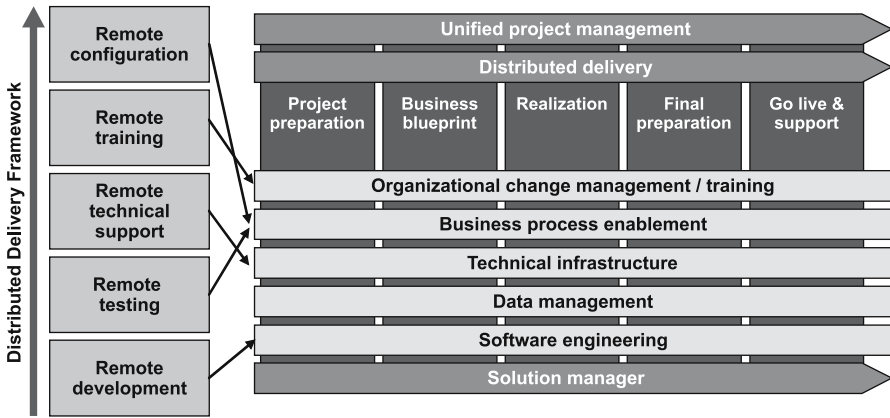 Distributed Delivery Framework
Remote
configuration
Remote
training
Remote
technical
support
Remote
testing
Remote
development
Unified project management
Distributed delivery
Project
preparation
Business
blueprint
Realization
Final
preparation
Go live &
support
Organizational change management / training
Business process enablement
Technical infrastructure
Data management
Software engineering
Solution manager